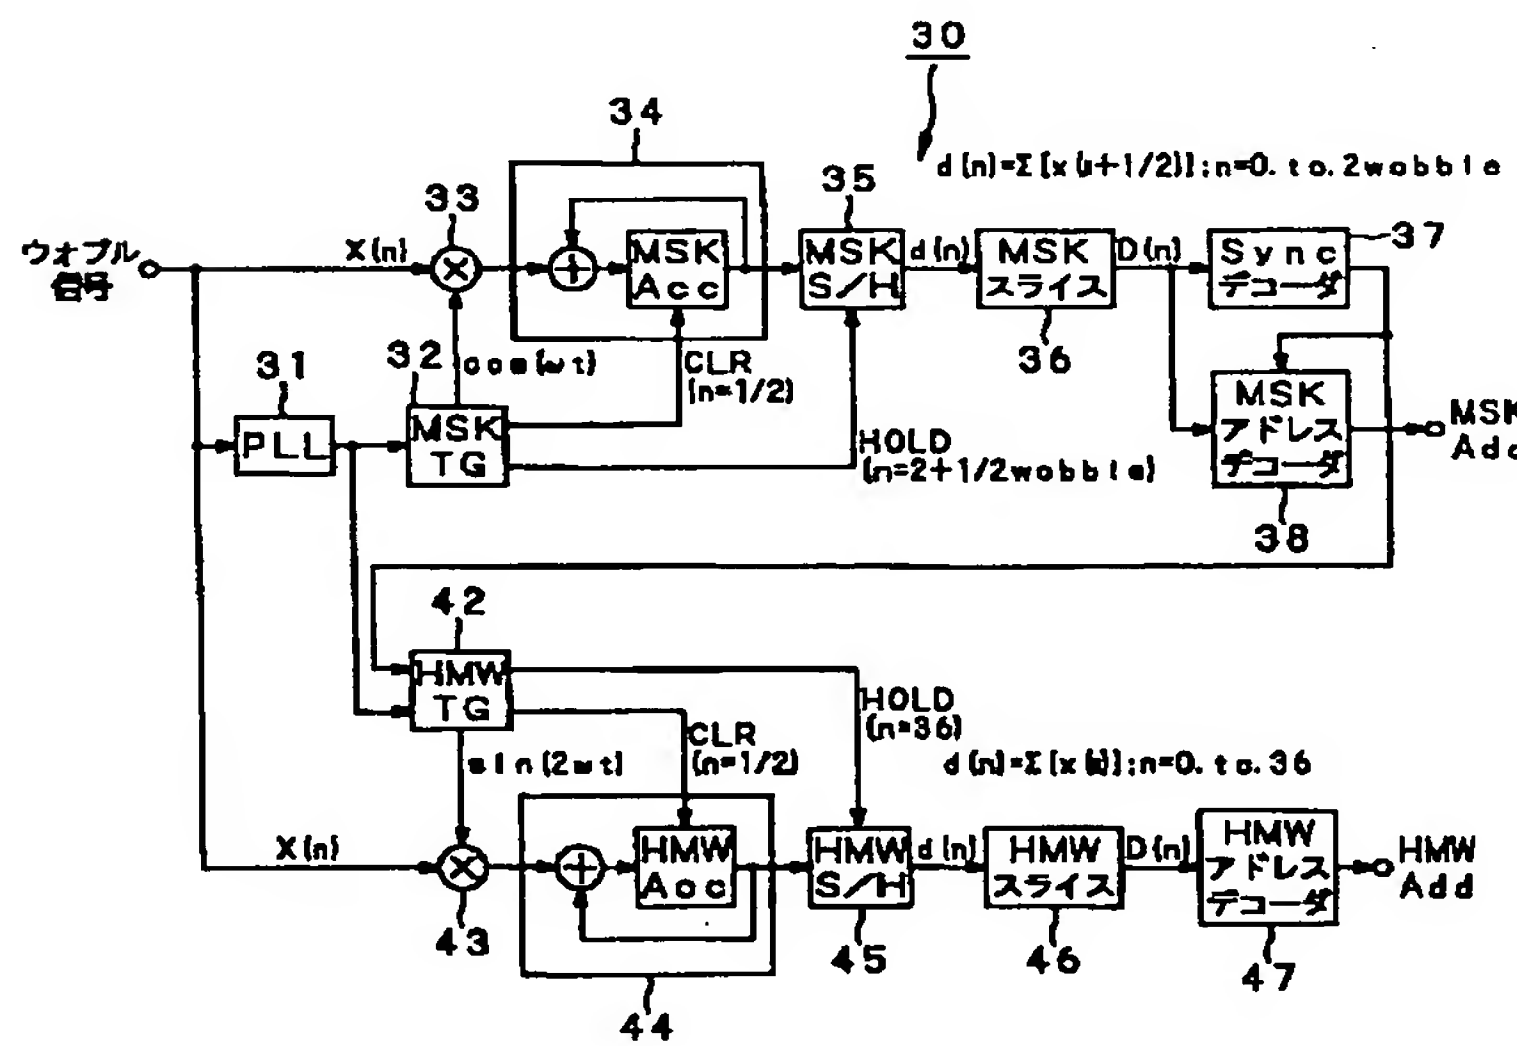 30
34
d(n)=Σ[x(n+1/2)];n=0.to.2wobble
35
33
ウォブル
信号
X(n)
×
+
MSK
Acc
MSK
S/H
d(n)
MSK
スライス
D(n)
Sync
デコーダ
37
36
31
32
cos(ωt)
CLR
(n=1/2)
PLL
MSK
TG
HOLD
(n=2+1/2wobble)
MSK
アドレス
デコーダ
MSK
38
42
HMW
TG
HOLD
(n=36)
CLR
(n=1/2)
sin(2ωt)
d(n)=Σ[x(n)];n=0.to.36
X(n)
×
+
HMW
Acc
HMW
S/H
d(n)
HMW
スライス
D(n)
HMW
アドレス
デコーダ
HMW
Add
43
45
46
47
44